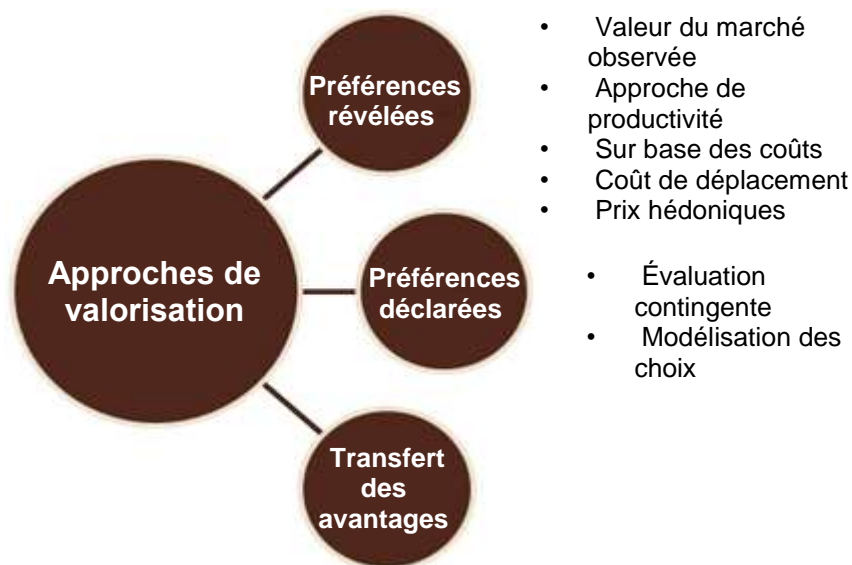 Préférences
révélées
• Valeur du marché
observée
• Approche de
productivité
• Sur base des coûts
• Coût de déplacement
• Prix hédoniques
Approches de
valorisation
Préférences
déclarées
• Évaluation
contingente
• Modélisation des
choix
Transfert
des
avantages